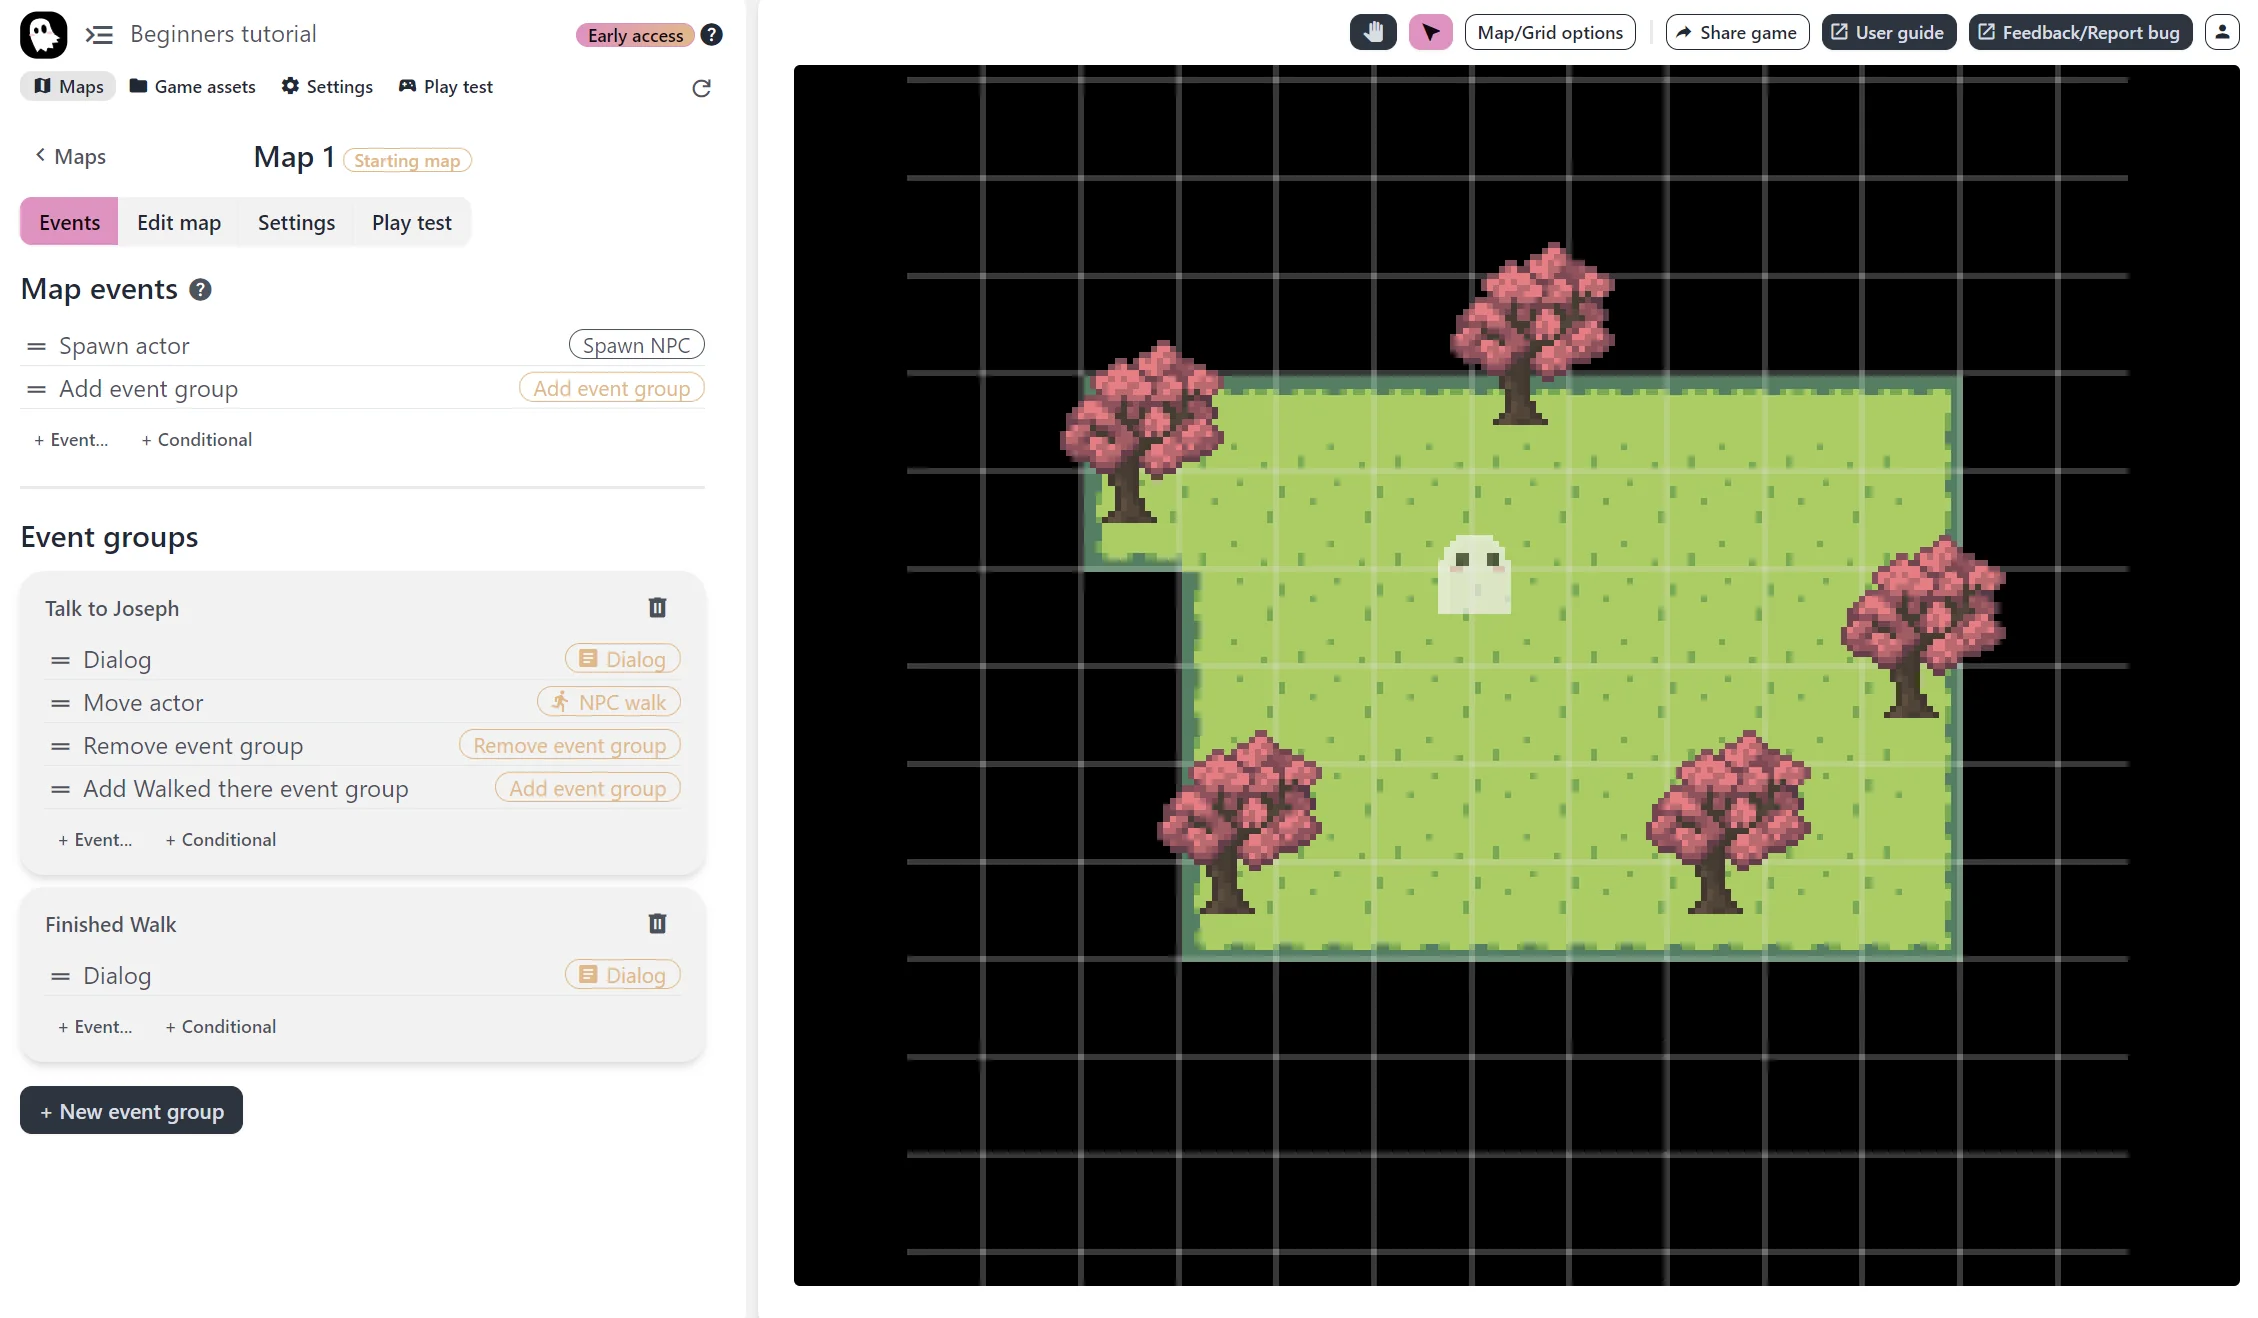 Beginners tutorial
Early access
Maps
Game assets
Settings
Play test
Map/Grid options
Share game
User guide
Feedback/Report bug
Maps
Map 1
Starting map
Events
Edit map
Settings
Play test
Map events
Spawn actor
Spawn NPC
Add event group
Add event group
+ Event...
+ Conditional
Event groups
Talk to Joseph
Dialog
Dialog
Move actor
NPC walk
Remove event group
Remove event group
Add Walked there event group
Add event group
+ Event...
+ Conditional
Finished Walk
Dialog
Dialog
+ Event...
+ Conditional
+ New event group